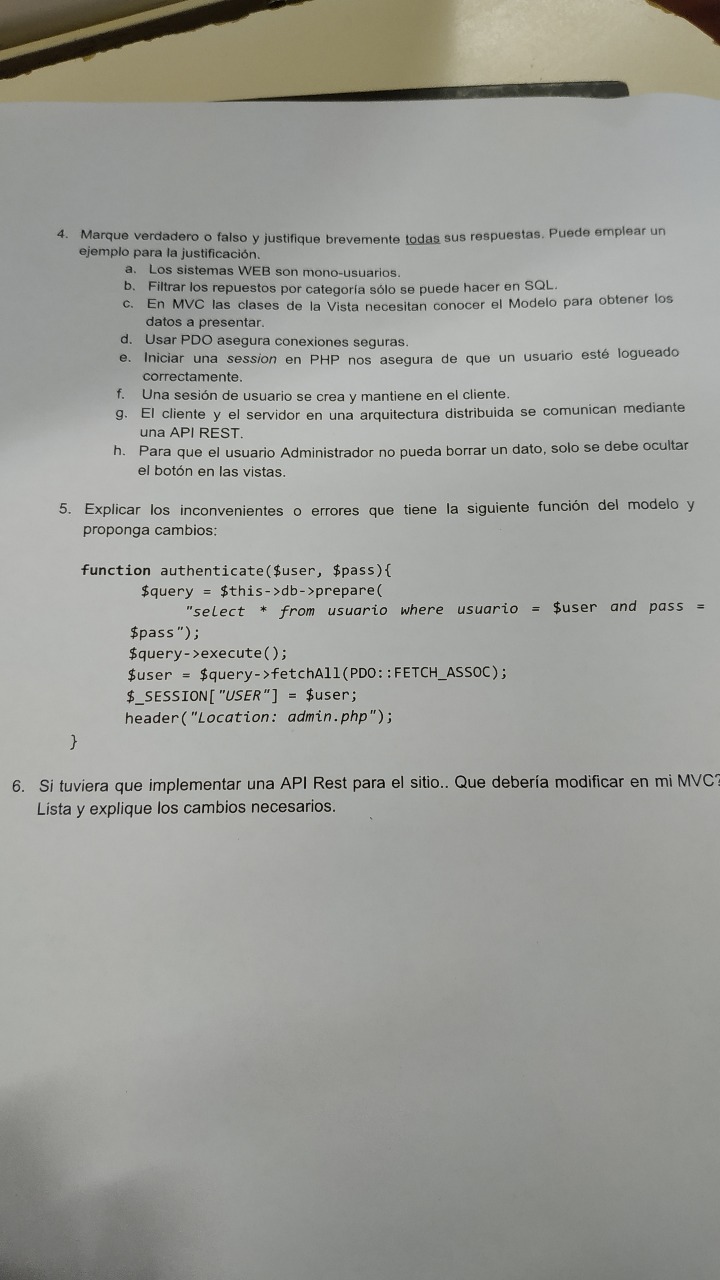 4. Marque verdadero o falso y justifique brevemente todas sus respuestas. Puede emplear un
ejemplo para la justificación.
a. Los sistemas WEB son mono-usuarios.
b. Filtrar los repuestos por categoría sólo se puede hacer en SQL.
c. En MVC las clases de la Vista necesitan conocer el Modelo para obtener los
datos a presentar.
d. Usar PDO asegura conexiones seguras.
e. Iniciar una session en PHP nos asegura de que un usuario esté logueado
correctamente.
f. Una sesión de usuario se crea y mantiene en el cliente.
g. El cliente y el servidor en una arquitectura distribuida se comunican mediante
una API REST.
h. Para que el usuario Administrador no pueda borrar un dato, solo se debe ocultar
el botón en las vistas.
5. Explicar los inconvenientes o errores que tiene la siguiente función del modelo y
proponga cambios:
function authenticate($user, $pass){
$query = $this->db->prepare(
"select * from usuario where usuario = $user and pass =
$pass");
$query->execute();
$user = $query->fetchAll(PDO::FETCH_ASSOC);
$_SESSION["USER"] = $user;
header("Location: admin.php");
}
6. Si tuviera que implementar una API Rest para el sitio.. Que debería modificar en mi MVC?
Lista y explique los cambios necesarios.